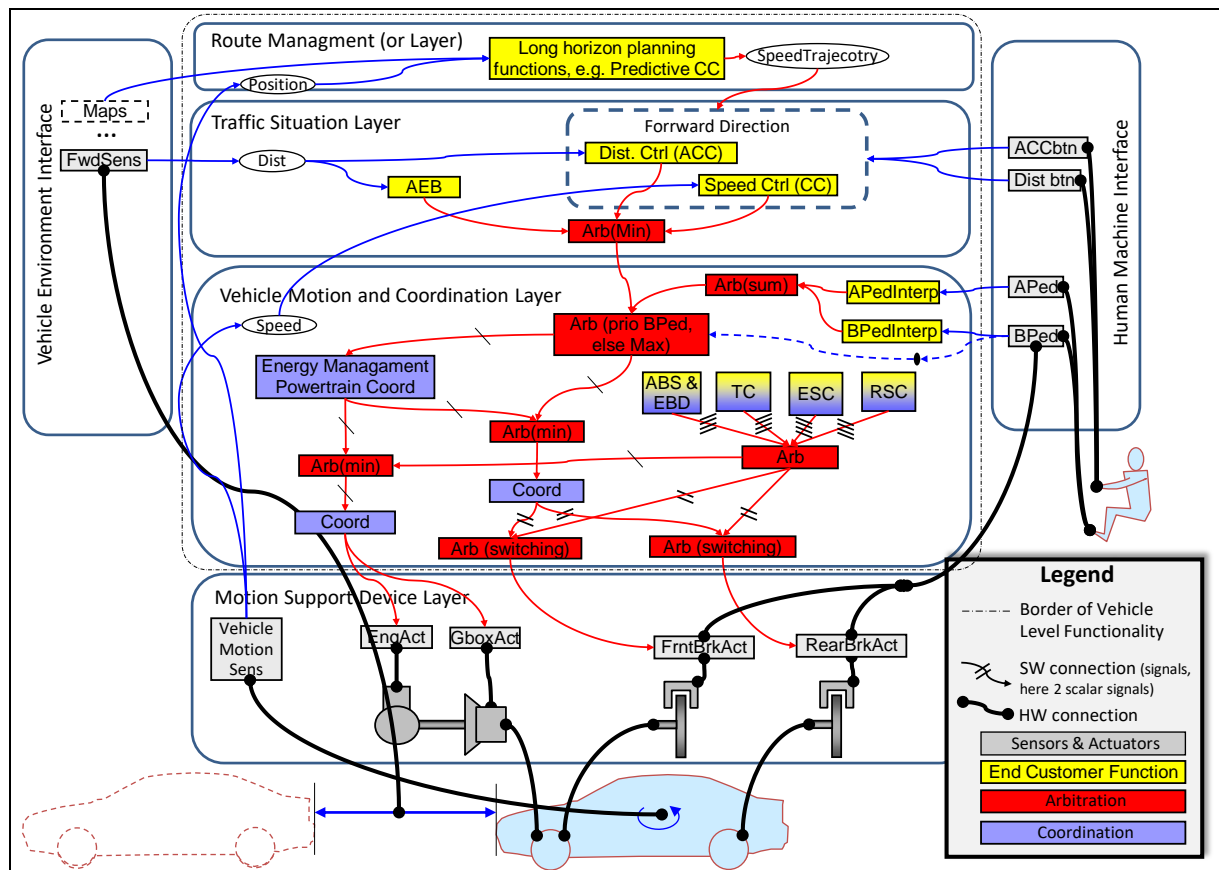 Route Managment (or Layer)
Long horizon planning
functions, e.g. Predictive CC
SpeedTrajecotry
Position
Vehicle Environment Interface
Maps
...
FwdSens
Traffic Situation Layer
Forrward Direction
Dist
Dist. Ctrl (ACC)
AEB
Speed Ctrl (CC)
Arb(Min)
Human Machine Interface
ACCbtn
Dist btn
APed
BPed
Vehicle Motion and Coordination Layer
Speed
Arb(sum)
APedInterp
BPedInterp
Arb (prio BPed,
else Max)
Energy Managament
Powertrain Coord
ABS &
EBD
TC
ESC
RSC
Arb(min)
Arb(min)
Arb
Coord
Coord
Arb (switching)
Arb (switching)
Motion Support Device Layer
Vehicle
Motion
Sens
EngAct
GboxAct
FrntBrkAct
RearBrkAct
Legend
Border of Vehicle
Level Functionality
SW connection (signals,
here 2 scalar signals)
HW connection
Sensors & Actuators
End Customer Function
Arbitration
Coordination